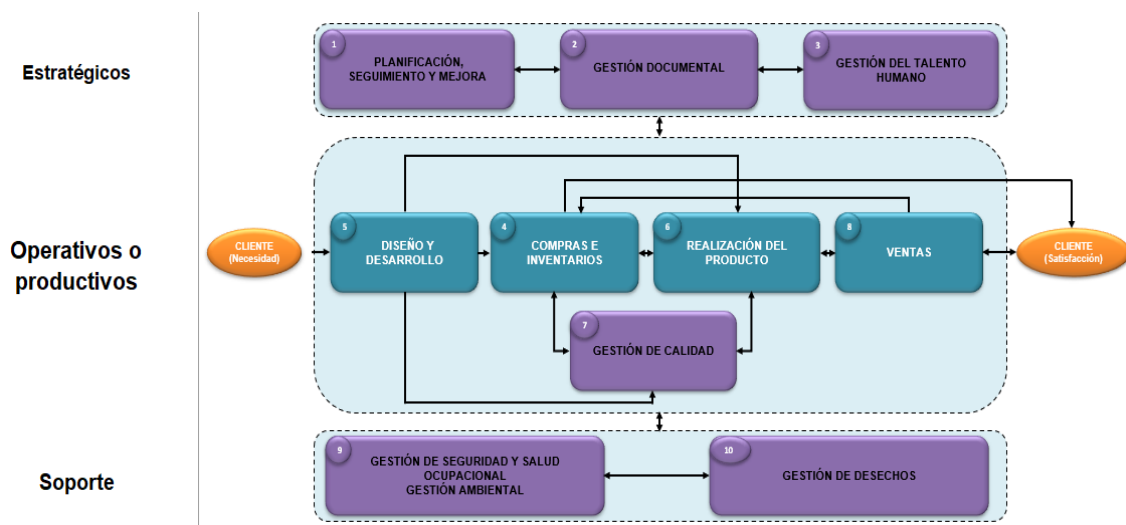 Estratégicos
1
PLANIFICACIÓN,
SEGUIMIENTO Y MEJORA
2
GESTIÓN DOCUMENTAL
3
GESTIÓN DEL TALENTO
HUMANO
Operativos o
productivos
CLIENTE
(Necesidad)
5
DISEÑO Y
DESARROLLO
4
COMPRAS E
INVENTARIOS
6
REALIZACIÓN DEL
PRODUCTO
8
VENTAS
CLIENTE
(Satisfacción)
7
GESTIÓN DE CALIDAD
Soporte
9
GESTIÓN DE SEGURIDAD Y SALUD
OCUPACIONAL
GESTIÓN AMBIENTAL
10
GESTIÓN DE DESECHOS